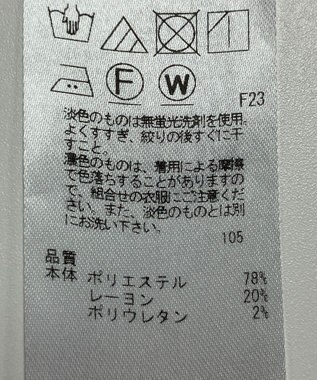 F W
F23
淡色のものは無蛍光洗剤を使用。
よくすすぎ、絞りの後すぐに干
すこと。
濃色のものは、着用による摩擦
で色落ちすることがありますの
で、組合せの衣服にご注意くだ
さい。また、淡色のものとは別
にお洗い下さい。
105
品質
本体 ポリエステル 78%
レーヨン 20%
ポリウレタン 2%